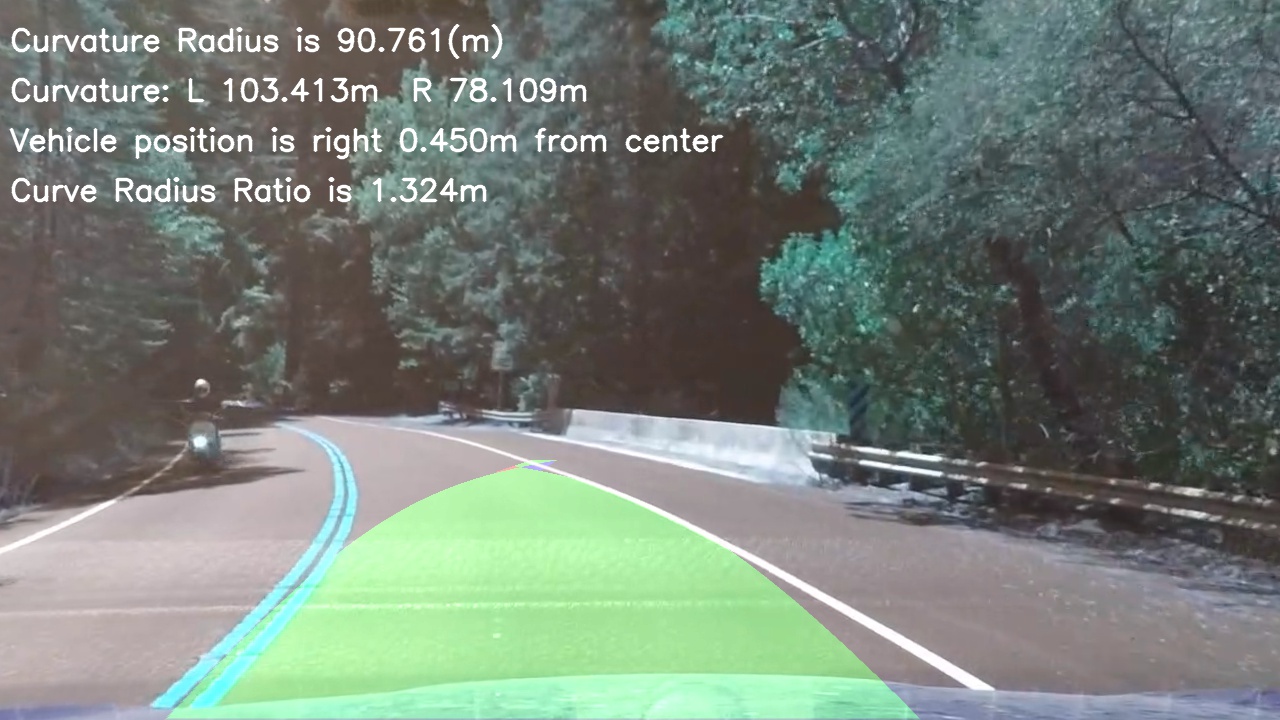 Curvature Radius is 90.761(m)
Curvature: L 103.413m R 78.109m
Vehicle position is right 0.450m from center
Curve Radius Ratio is 1.324m